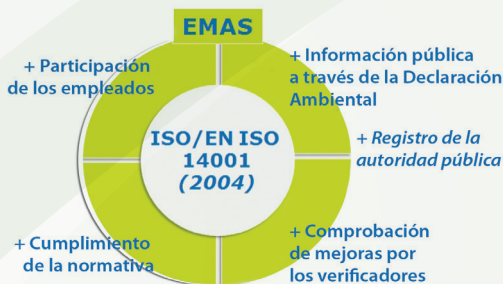 EMAS
+ Participación
de los empleados
+ Información pública
a través de la Declaración
Ambiental
ISO/EN ISO
14001
(2004)
+ Registro de la
autoridad pública
+ Cumplimiento
de la normativa
+ Comprobación
de mejoras por
los verificadores